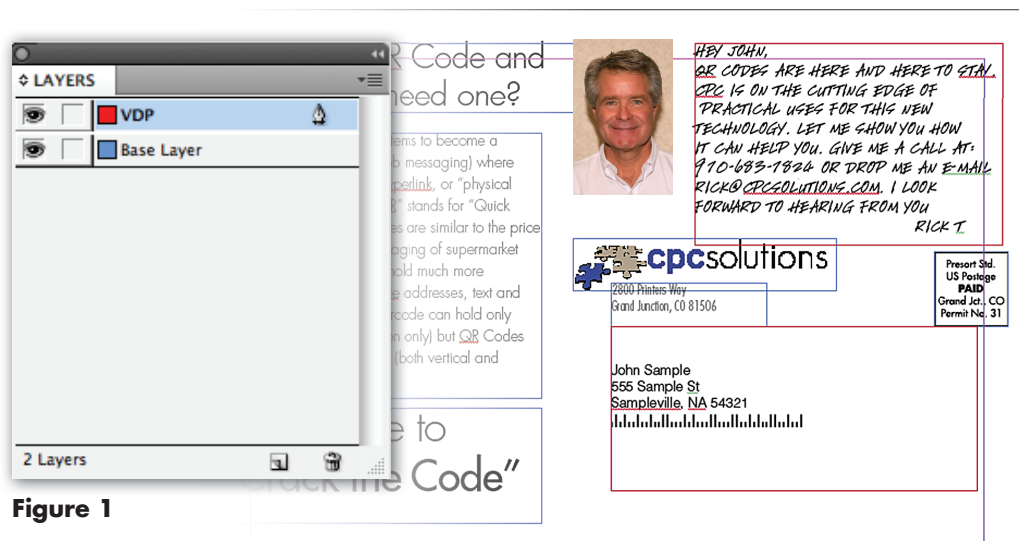 LAYERS
VDP
Base Layer
2 Layers
Figure 1
R Code and
need one?
ems to become a
b messaging) where
yperlink, or “physical
R” stands for “Quick
es are similar to the price
aging of supermarket
hold much more
e addresses, text and
rcode can hold only
n only) but QR Codes
(both vertical and
e to
Crack the Code”
HEY JOHN,
QR CODES ARE HERE AND HERE TO STAY.
CPC IS ON THE CUTTING EDGE OF
PRACTICAL USES FOR THIS NEW
TECHNOLOGY. LET ME SHOW YOU HOW
IT CAN HELP YOU. GIVE ME A CALL AT:
970-683-7826 OR DROP ME AN E-MAIL
RICK@CPCSOLUTIONS.COM. I LOOK
FORWARD TO HEARING FROM YOU
RICK T
cpcsolutions
2800 Printers Way
Grand Junction, CO 81506
Presort Std.
US Postage
PAID
Grand Jct., CO
Permit No. 31
John Sample
555 Sample St
Sampleville, NA 54321